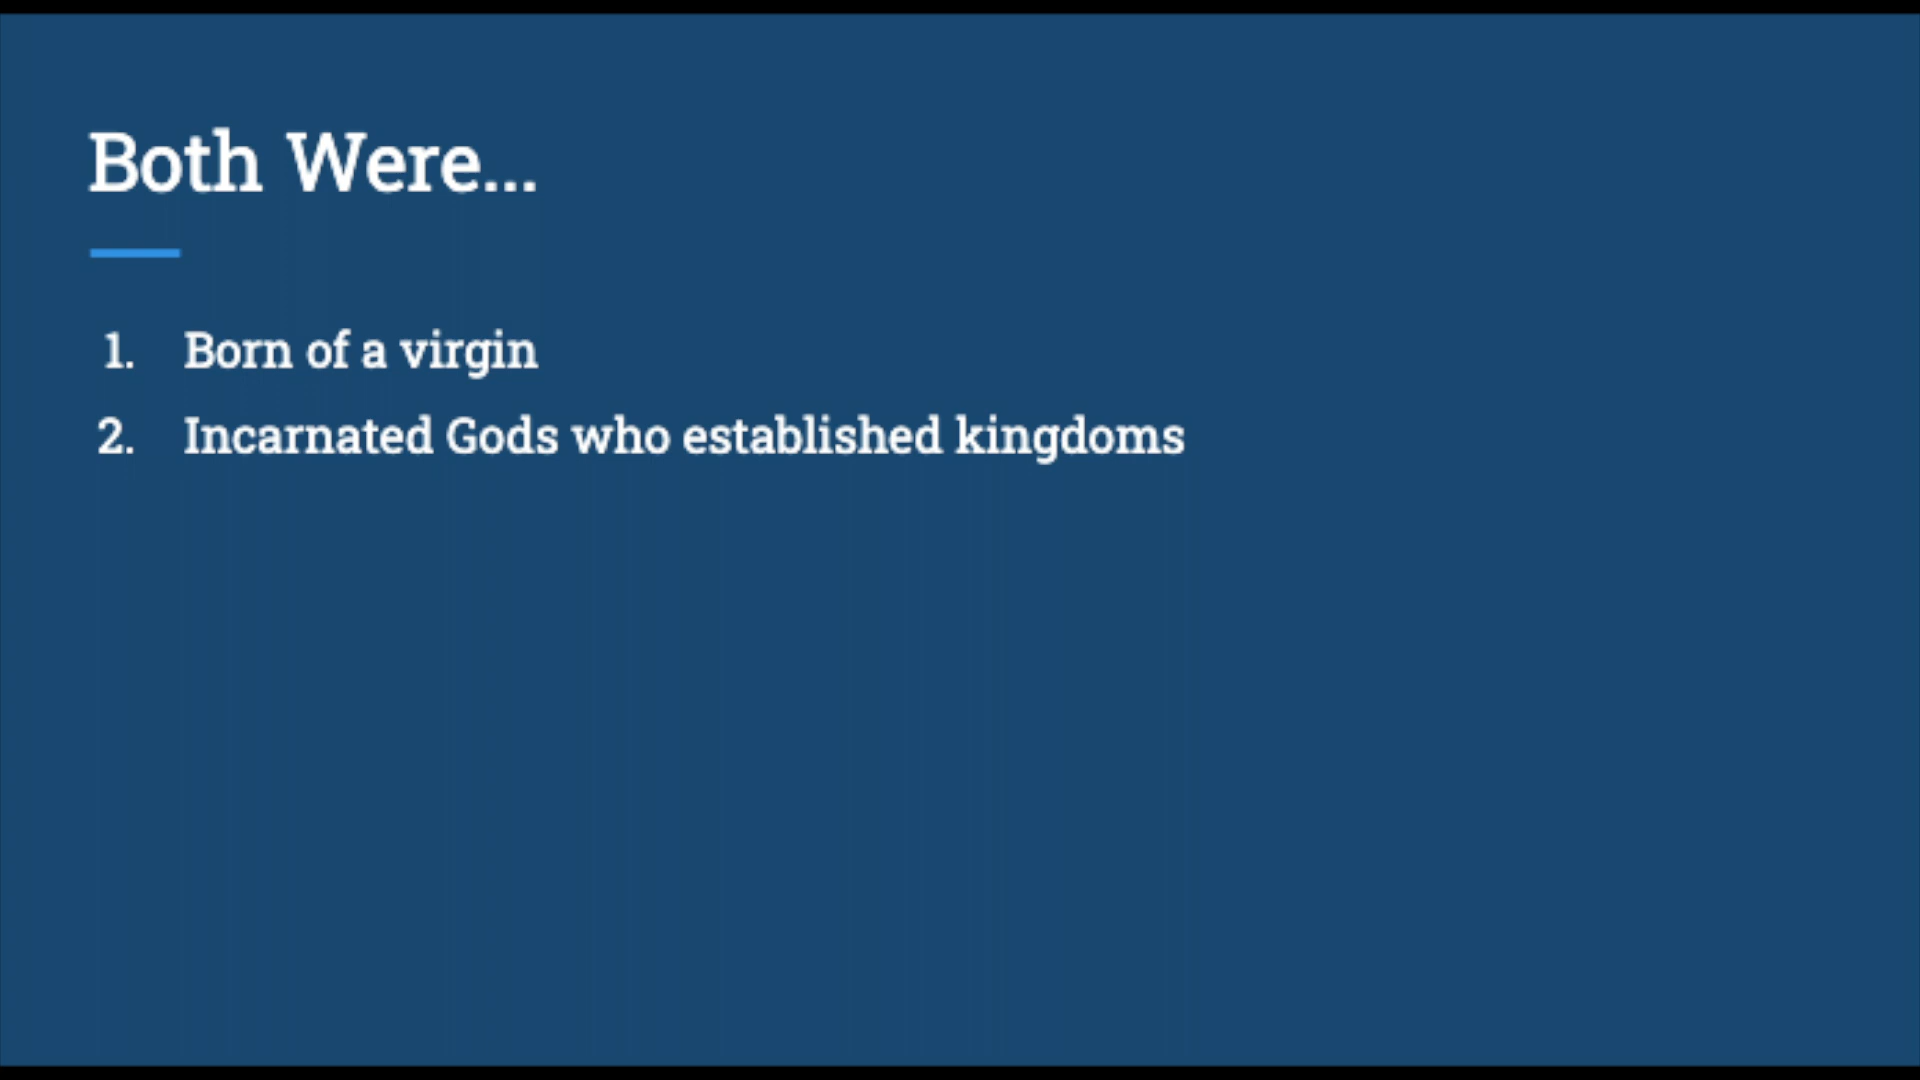 Both Were...
1. Born of a virgin
2. Incarnated Gods who established kingdoms